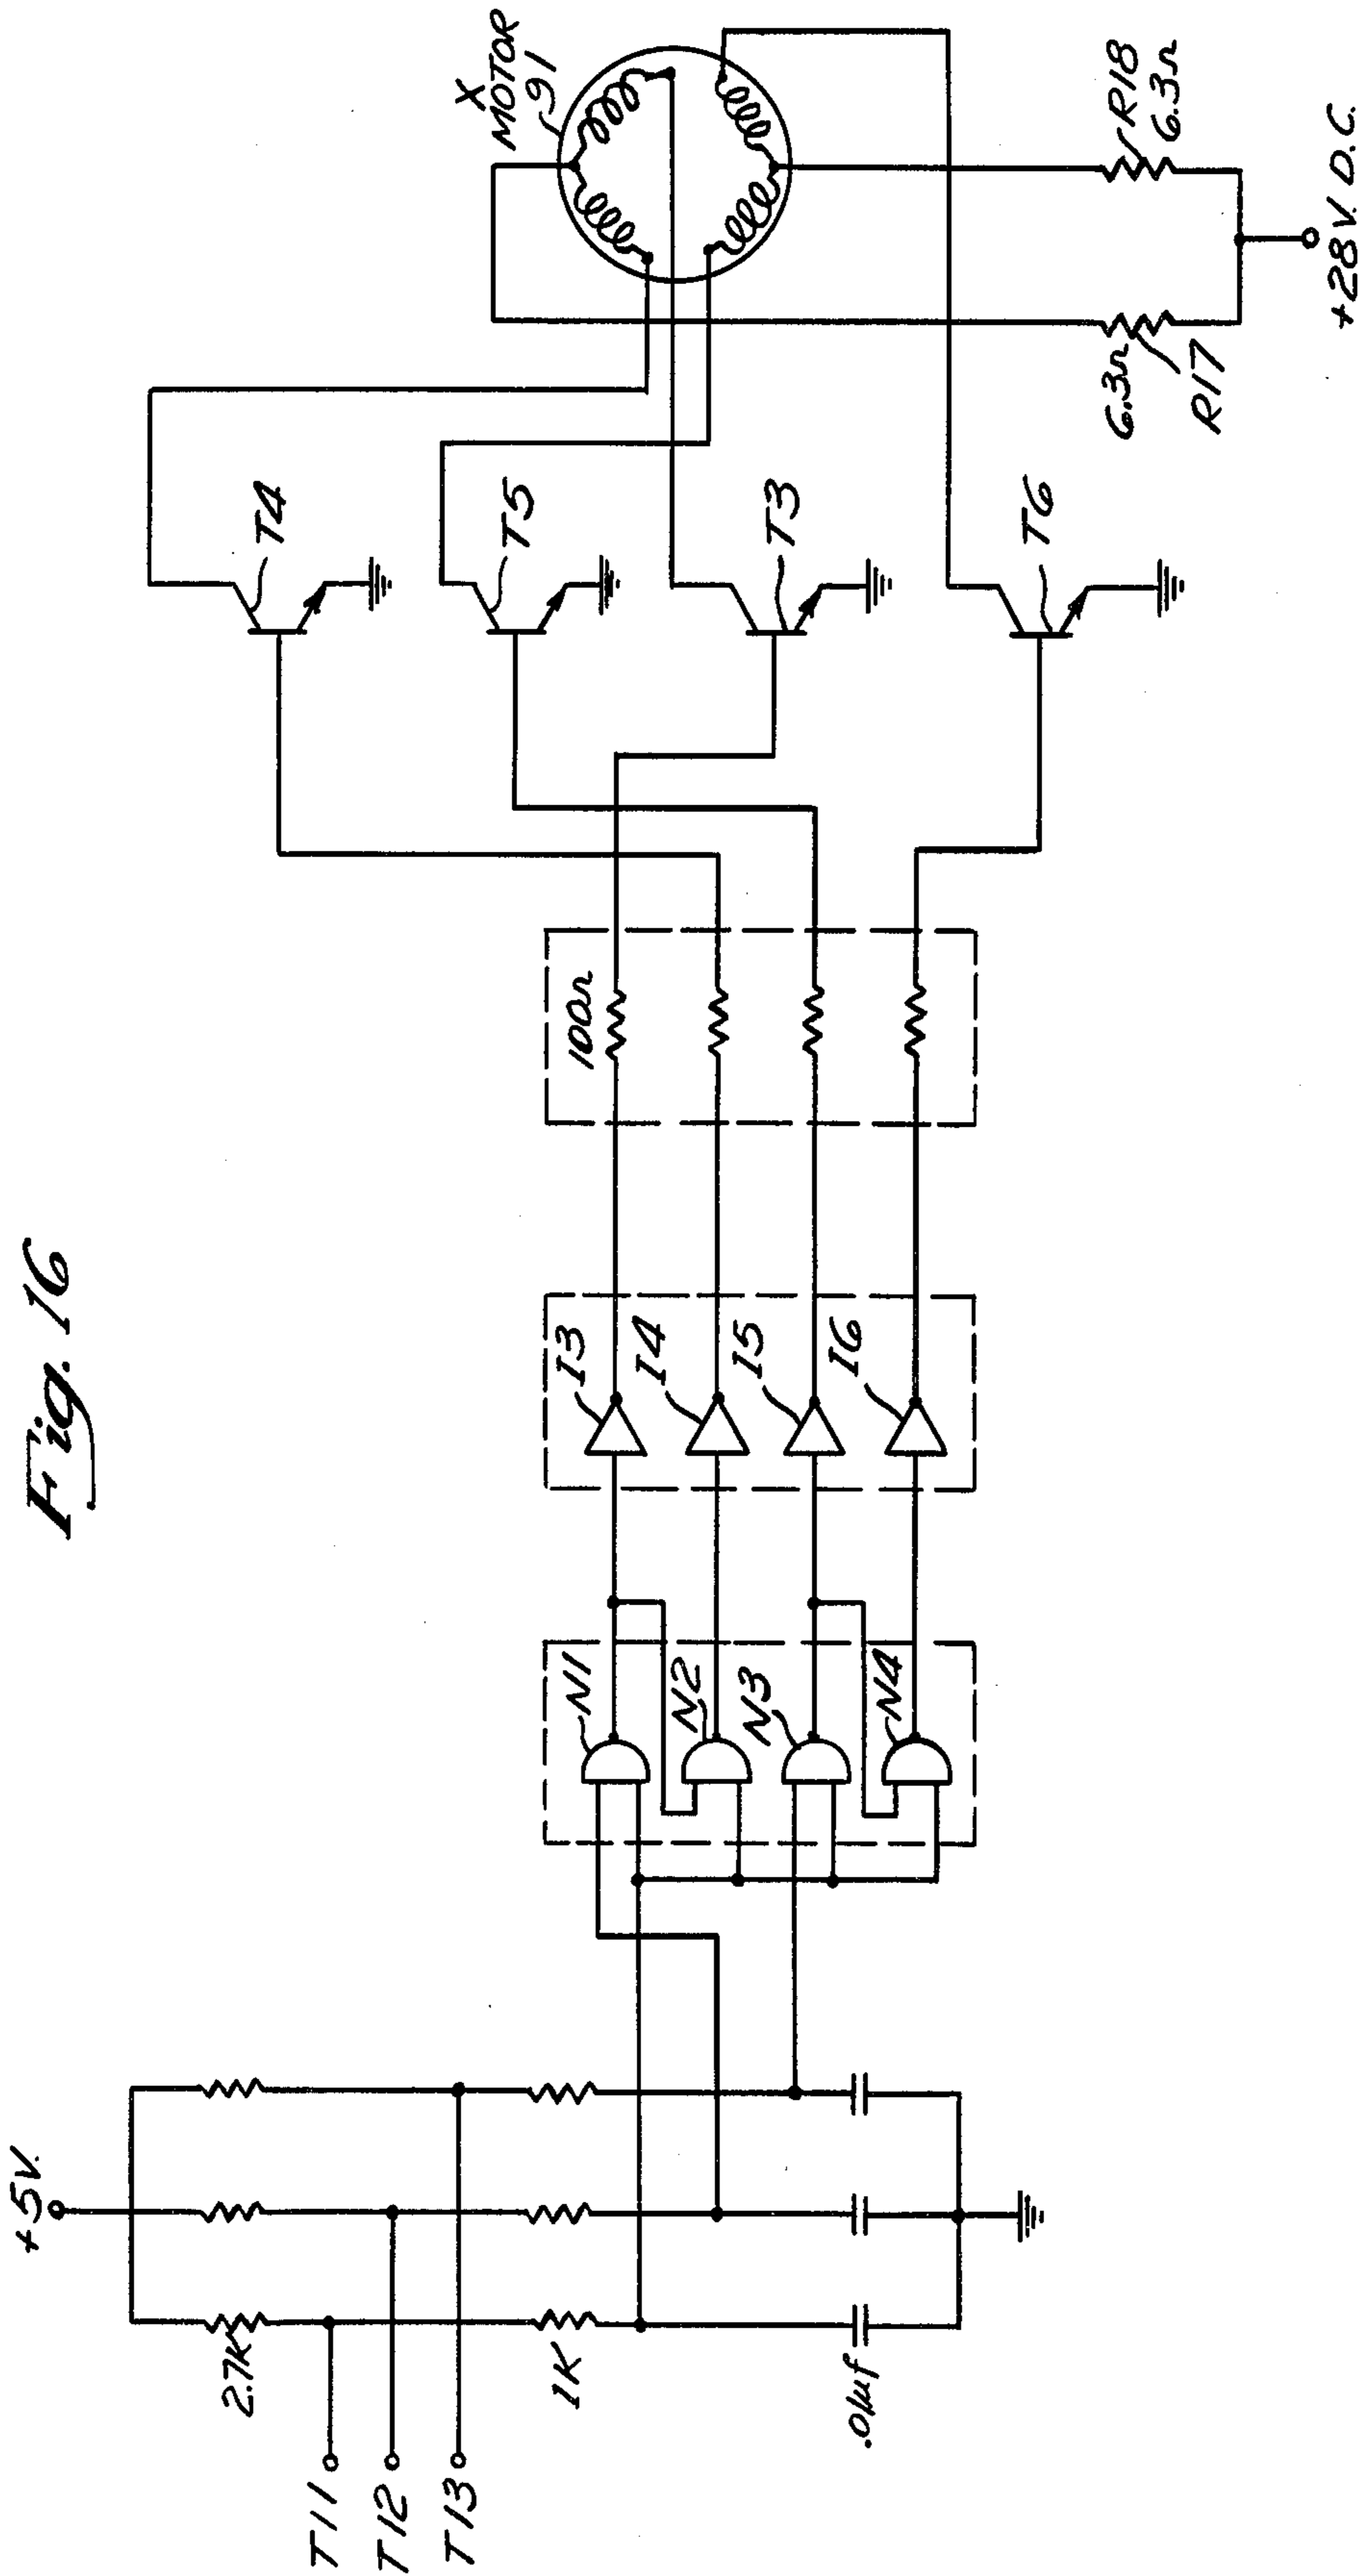 Fig. 16
+5V.
2.7K
T11
T12
T13
1K
.01µf
N1
N2
N3
N4
I3
I4
I5
I6
100Ω
T4
T5
T3
T6
X
MOTOR
91
6.3Ω
R17
R18
6.3Ω
+28V. D.C.